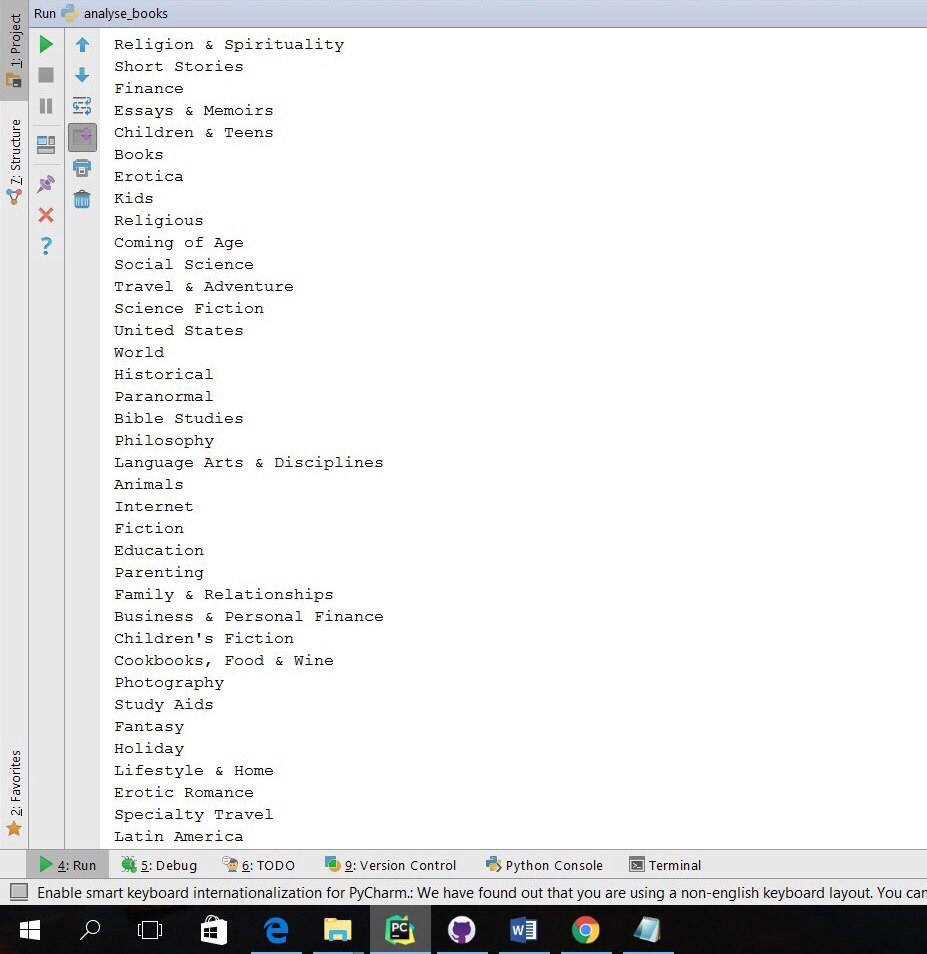 Run analyse_books
1: Project
7: Structure
2: Favorites
Religion & Spirituality
Short Stories
Finance
Essays & Memoirs
Children & Teens
Books
Erotica
Kids
Religious
Coming of Age
Social Science
Travel & Adventure
Science Fiction
United States
World
Historical
Paranormal
Bible Studies
Philosophy
Language Arts & Disciplines
Animals
Internet
Fiction
Education
Parenting
Family & Relationships
Business & Personal Finance
Children's Fiction
Cookbooks, Food & Wine
Photography
Study Aids
Fantasy
Holiday
Lifestyle & Home
Erotic Romance
Specialty Travel
Latin America
4: Run 5: Debug 6: TODO 9: Version Control Python Console Terminal
Enable smart keyboard internationalization for PyCharm.: We have found out that you are using a non-english keyboard layout. You can
PC